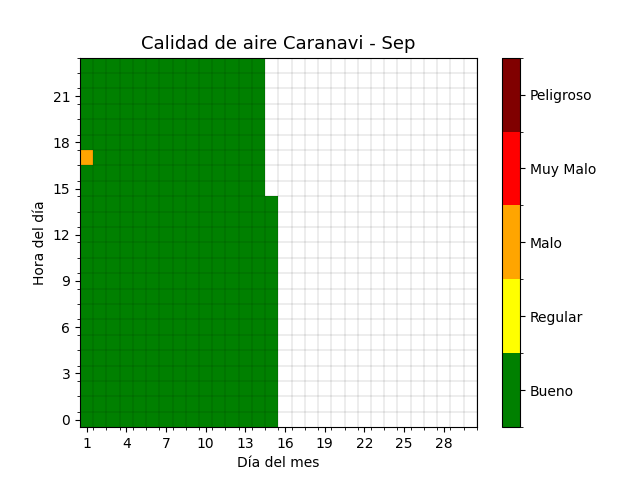 Calidad de aire Caranavi - Sep
Hora del día
21
18
15
12
9
6
3
0
1 4 7 10 13 16 19 22 25 28
Día del mes
Peligroso
Muy Malo
Malo
Regular
Bueno